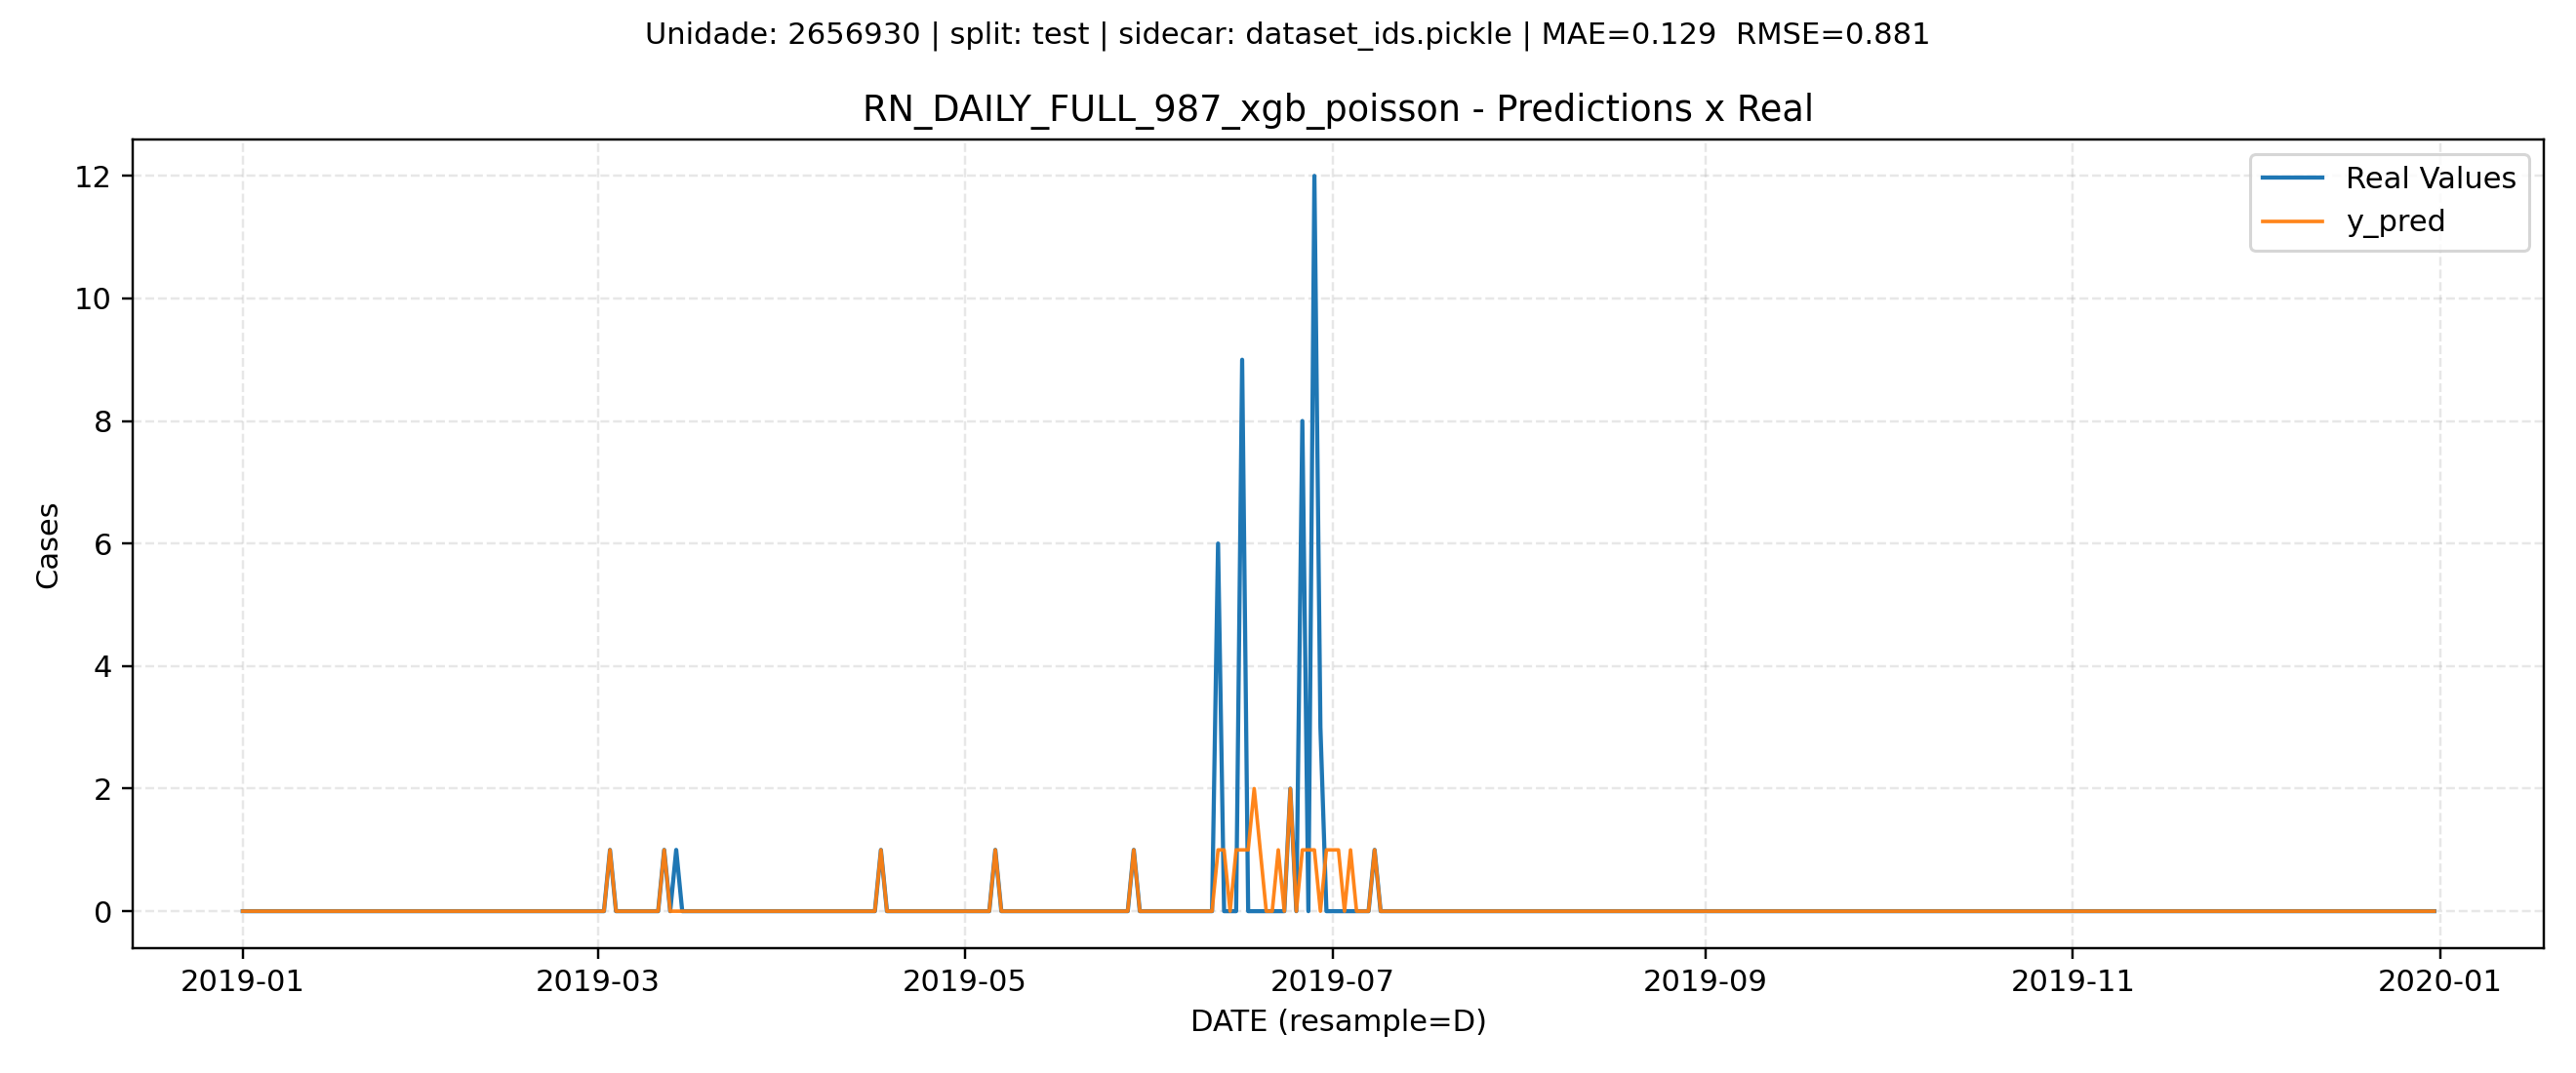 Unidade: 2656930 | split: test | sidecar: dataset_ids.pickle | MAE=0.129  RMSE=0.881
RN_DAILY_FULL_987_xgb_poisson - Predictions x Real
Real Values
y_pred
12
10
8
6
4
2
0
Cases
2019-01
2019-03
2019-05
2019-07
2019-09
2019-11
2020-01
DATE (resample=D)